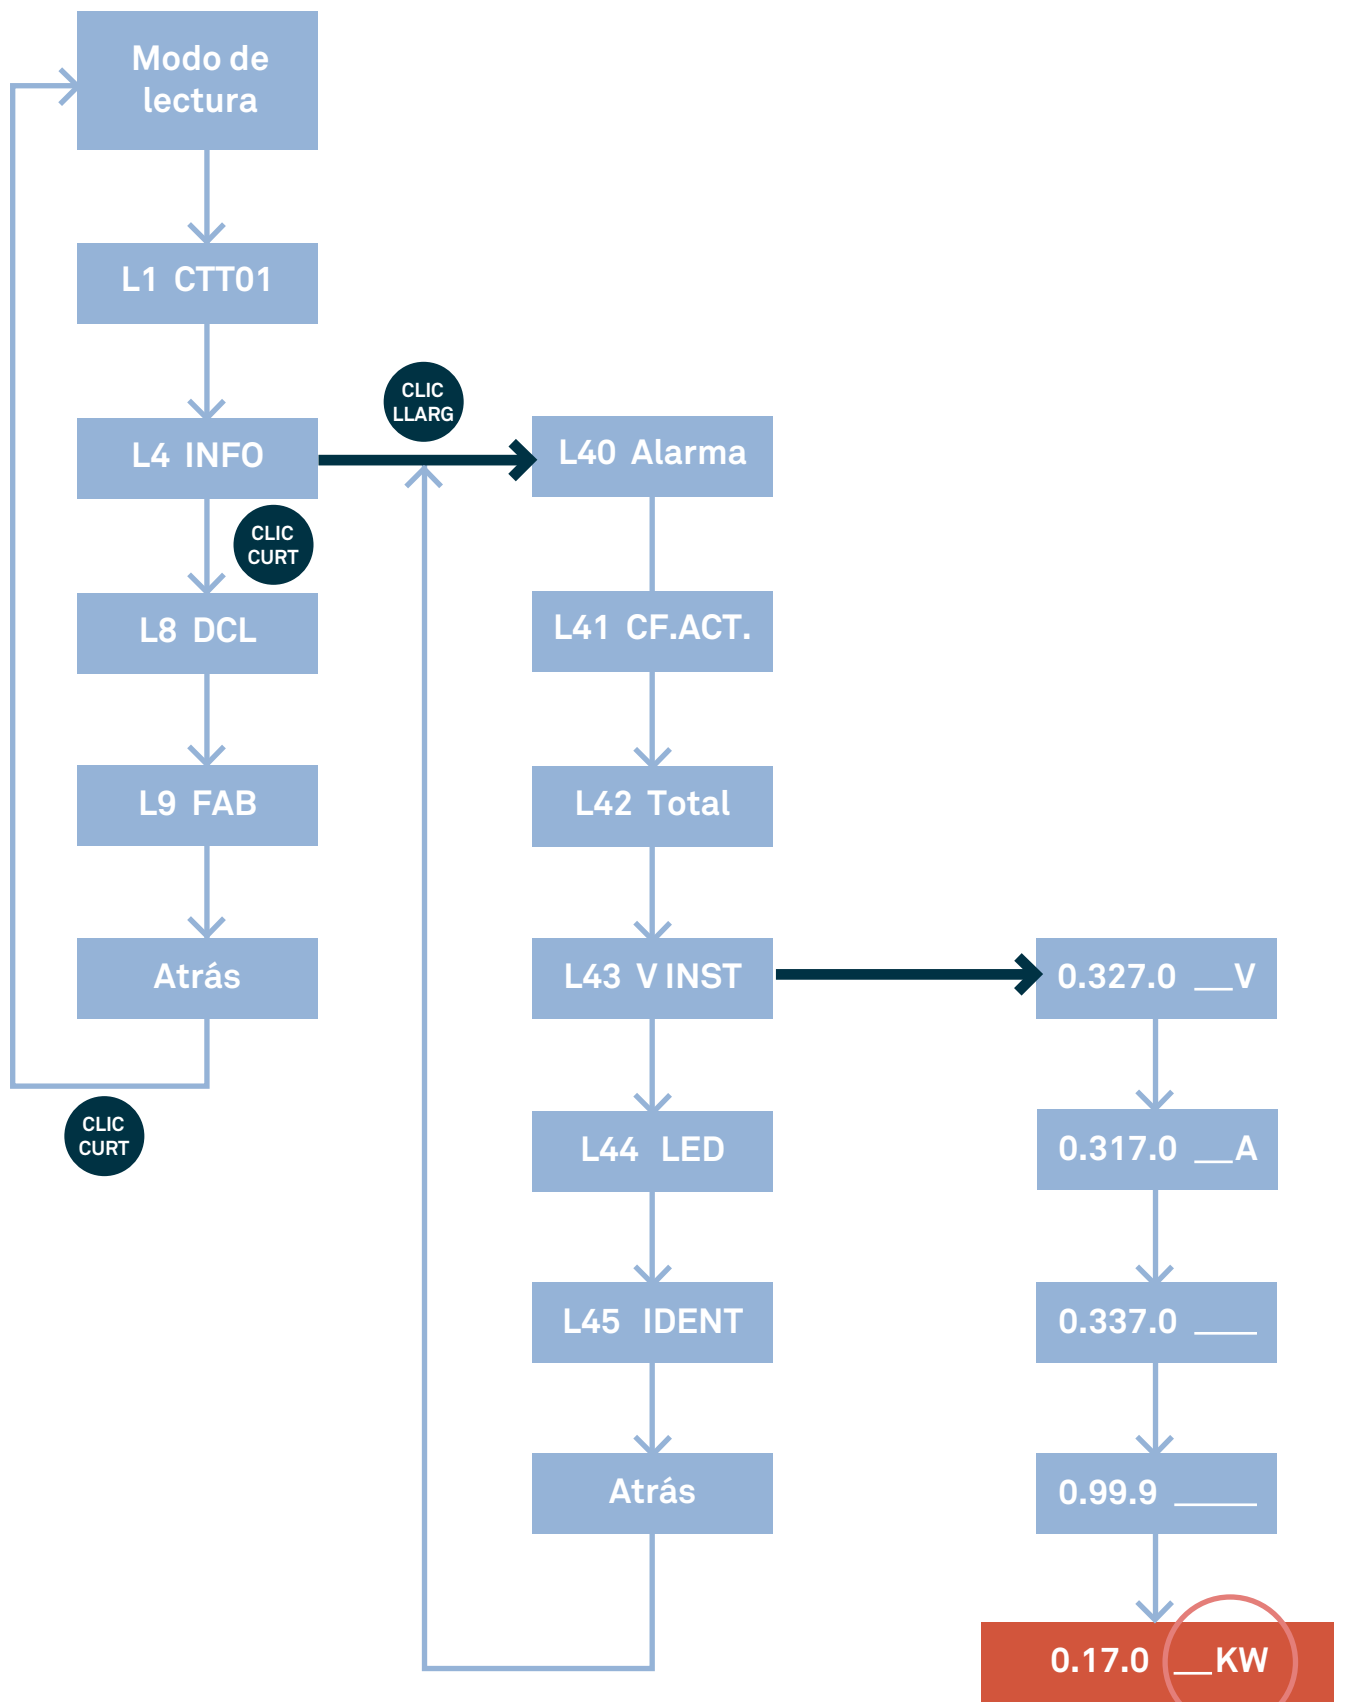 Modo de
lectura
L1 CTT01
L4 INFO
CLIC
CURT
L8 DCL
L9 FAB
Atrás
CLIC
CURT
CLIC
LLARG
L40 Alarma
L41 CF.ACT.
L42 Total
L43 V INST
L44 LED
L45 IDENT
Atrás
0.327.0 __V
0.317.0 __A
0.337.0 ___
0.99.9 ____
0.17.0 __KW